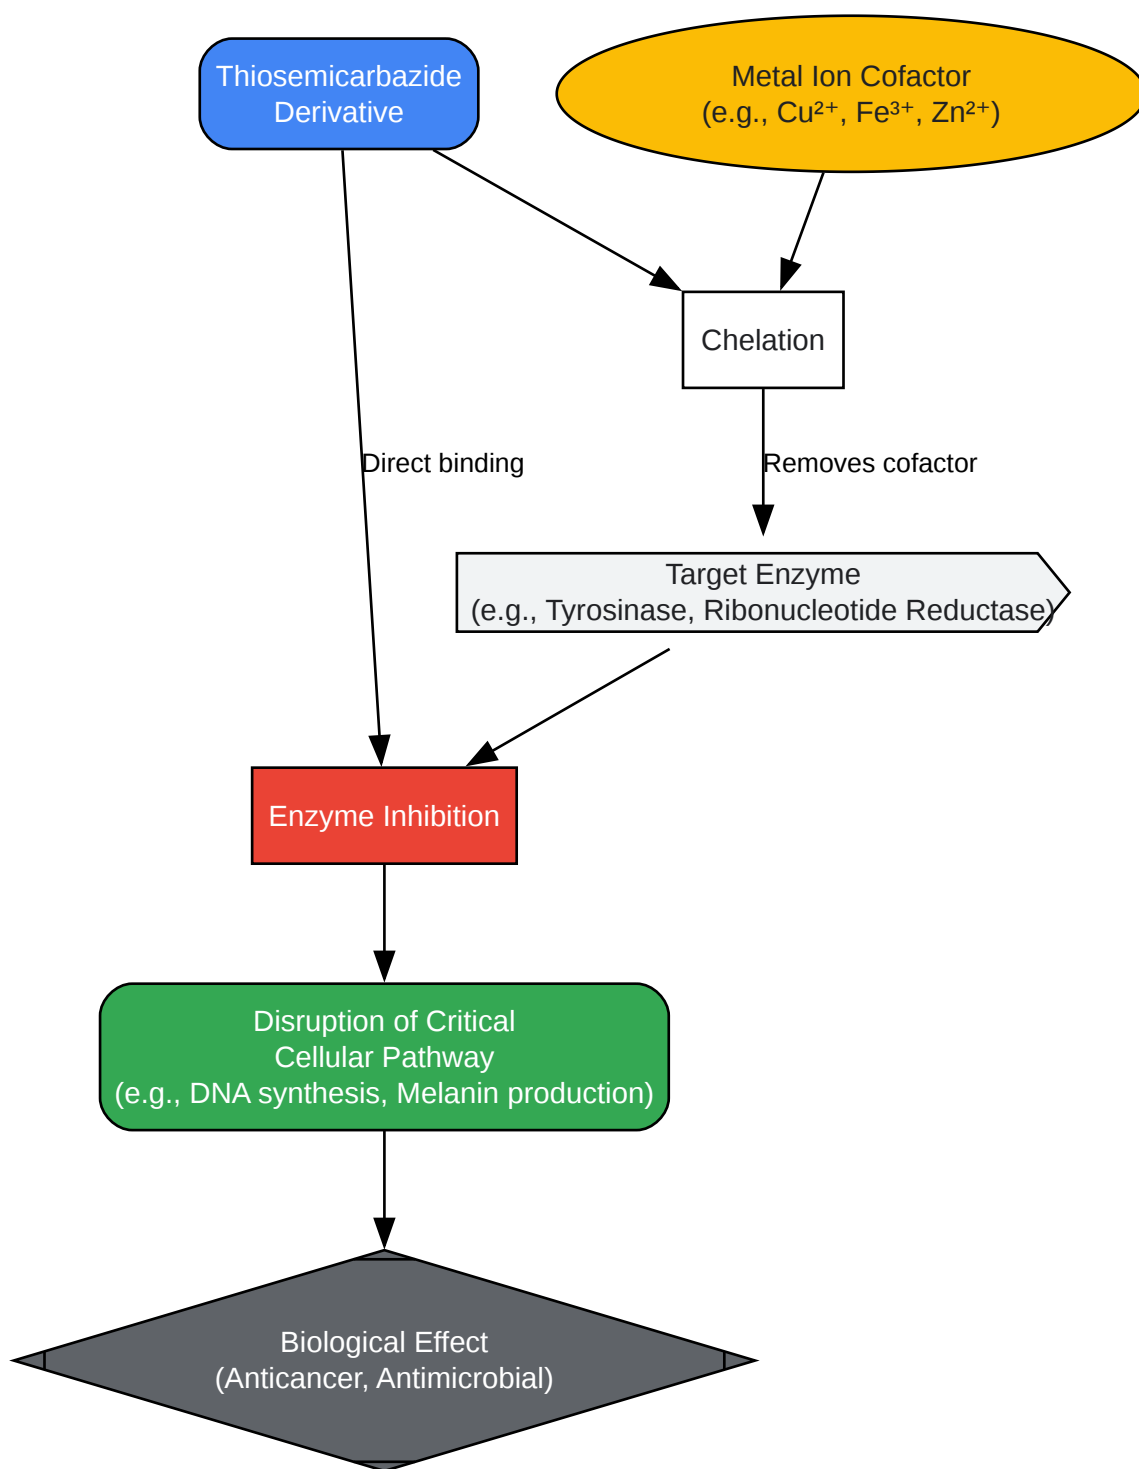 Thiosemicarbazide
Derivative
Metal Ion Cofactor
(e.g., Cu²⁺, Fe³⁺, Zn²⁺)
Chelation
Direct binding
Removes cofactor
Target Enzyme
(e.g., Tyrosinase, Ribonucleotide Reductase)
Enzyme Inhibition
Disruption of Critical
Cellular Pathway
(e.g., DNA synthesis, Melanin production)
Biological Effect
(Anticancer, Antimicrobial)